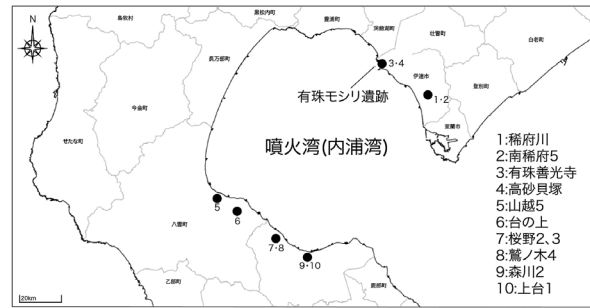 島牧村
黒松内町
豊浦町
洞爺湖町
壮瞥町
白老町
長万部町
伊達市
登別町
3・4
有珠モシリ遺跡
1・2
今金町
室蘭市
せたな町
噴火湾(内浦湾)
1:稀府川
2:南稀府5
3:有珠善光寺
4:高砂貝塚
5:山越5
6:台の上
7:桜野2、3
8:鷲ノ木4
9:森川2
10:上台1
5
6
八雲町
7・8
9・10
乙部町
鹿部町
20km
N